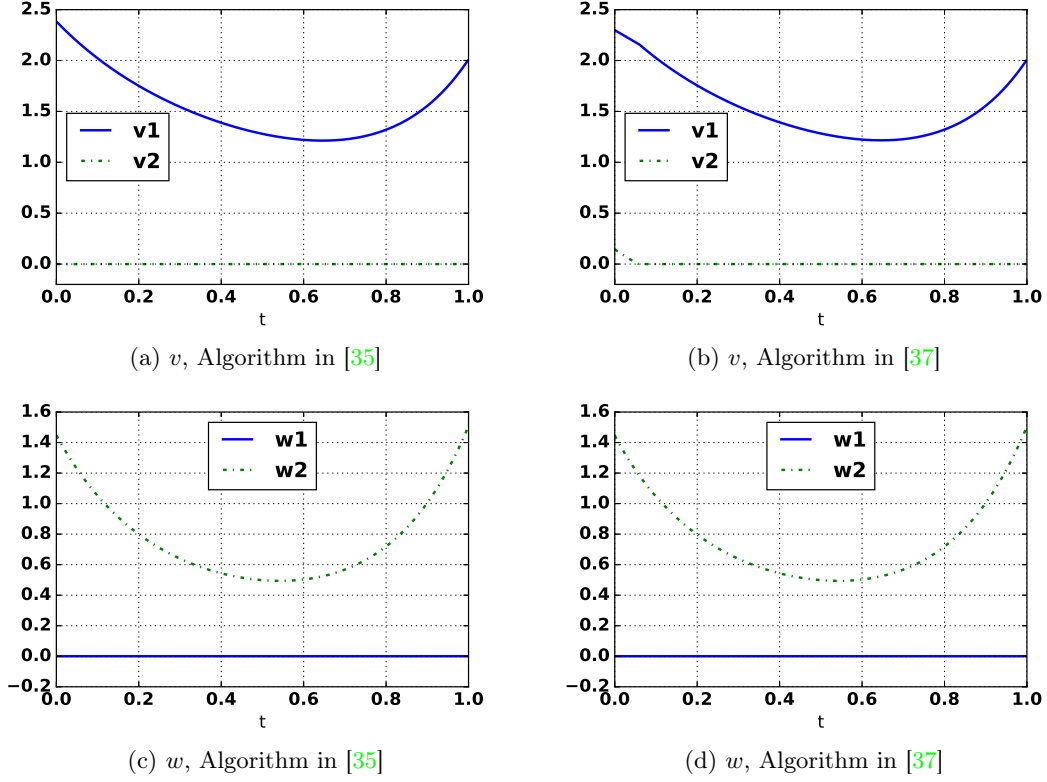 2.5
2.0
1.5
1.0
0.5
0.0
v1
v2
0.0 0.2 0.4 0.6 0.8 1.0
t
(a) v, Algorithm in [35]
2.5
2.0
1.5
1.0
0.5
0.0
v1
v2
0.0 0.2 0.4 0.6 0.8 1.0
t
(b) v, Algorithm in [37]
1.6
1.4
1.2
1.0
0.8
0.6
0.4
0.2
0.0
−0.2
w1
w2
0.0 0.2 0.4 0.6 0.8 1.0
t
(c) w, Algorithm in [35]
1.6
1.4
1.2
1.0
0.8
0.6
0.4
0.2
0.0
−0.2
w1
w2
0.0 0.2 0.4 0.6 0.8 1.0
t
(d) w, Algorithm in [37]